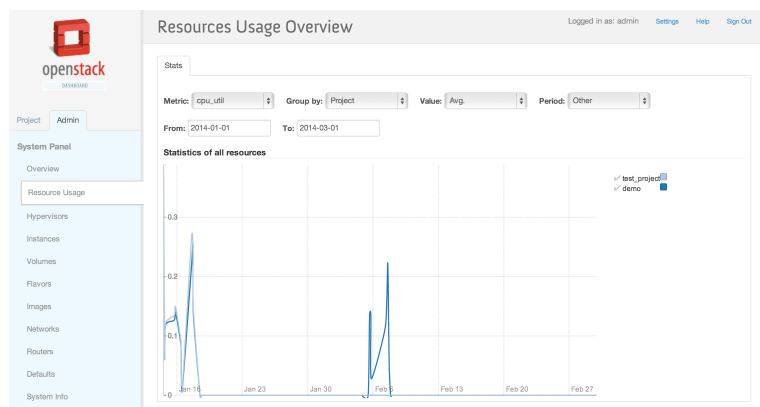 Resources Usage Overview
Logged in as: admin Settings Help Sign Out
openstack
DASHBOARD
Project Admin
System Panel
Overview
Resource Usage
Hypervisors
Instances
Volumes
Flavors
Images
Networks
Routers
Defaults
System Info
Stats
Metric: cpu_util Group by: Project Value: Avg. Period: Other
From: 2014-01-01 To: 2014-03-01
Statistics of all resources
test_project
demo
0.3
0.2
0.1
0
Jan 16 Jan 23 Jan 30 Feb 6 Feb 13 Feb 20 Feb 27